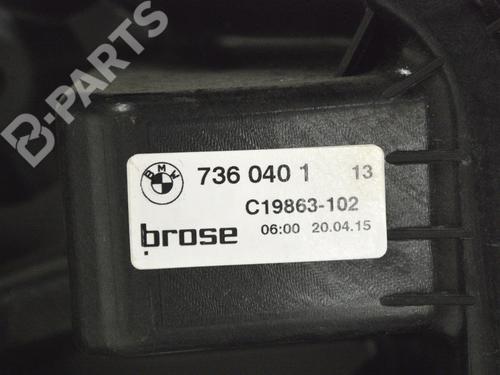 B-PARTS
BMW
736 040 1 13
C19863-102
brose
06:00 20.04.15